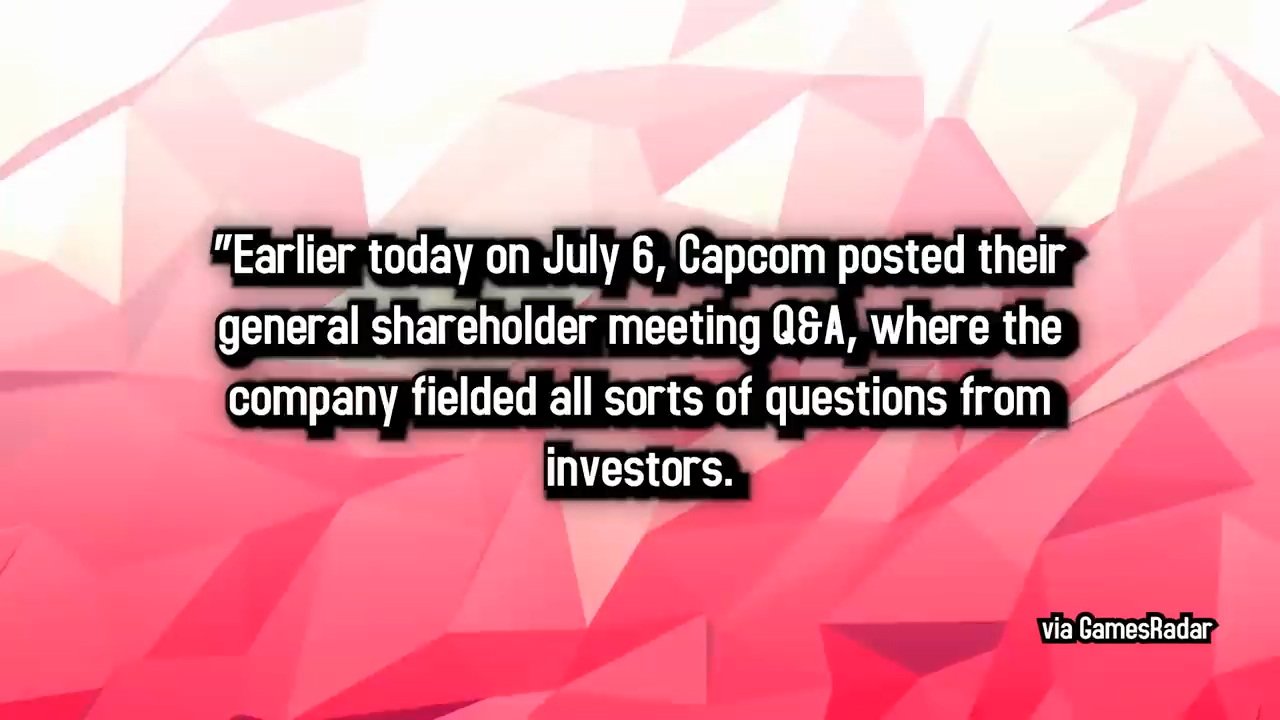 "Earlier today on July 6, Capcom posted their
general shareholder meeting Q&A, where the
company fielded all sorts of questions from
investors.
via GamesRadar